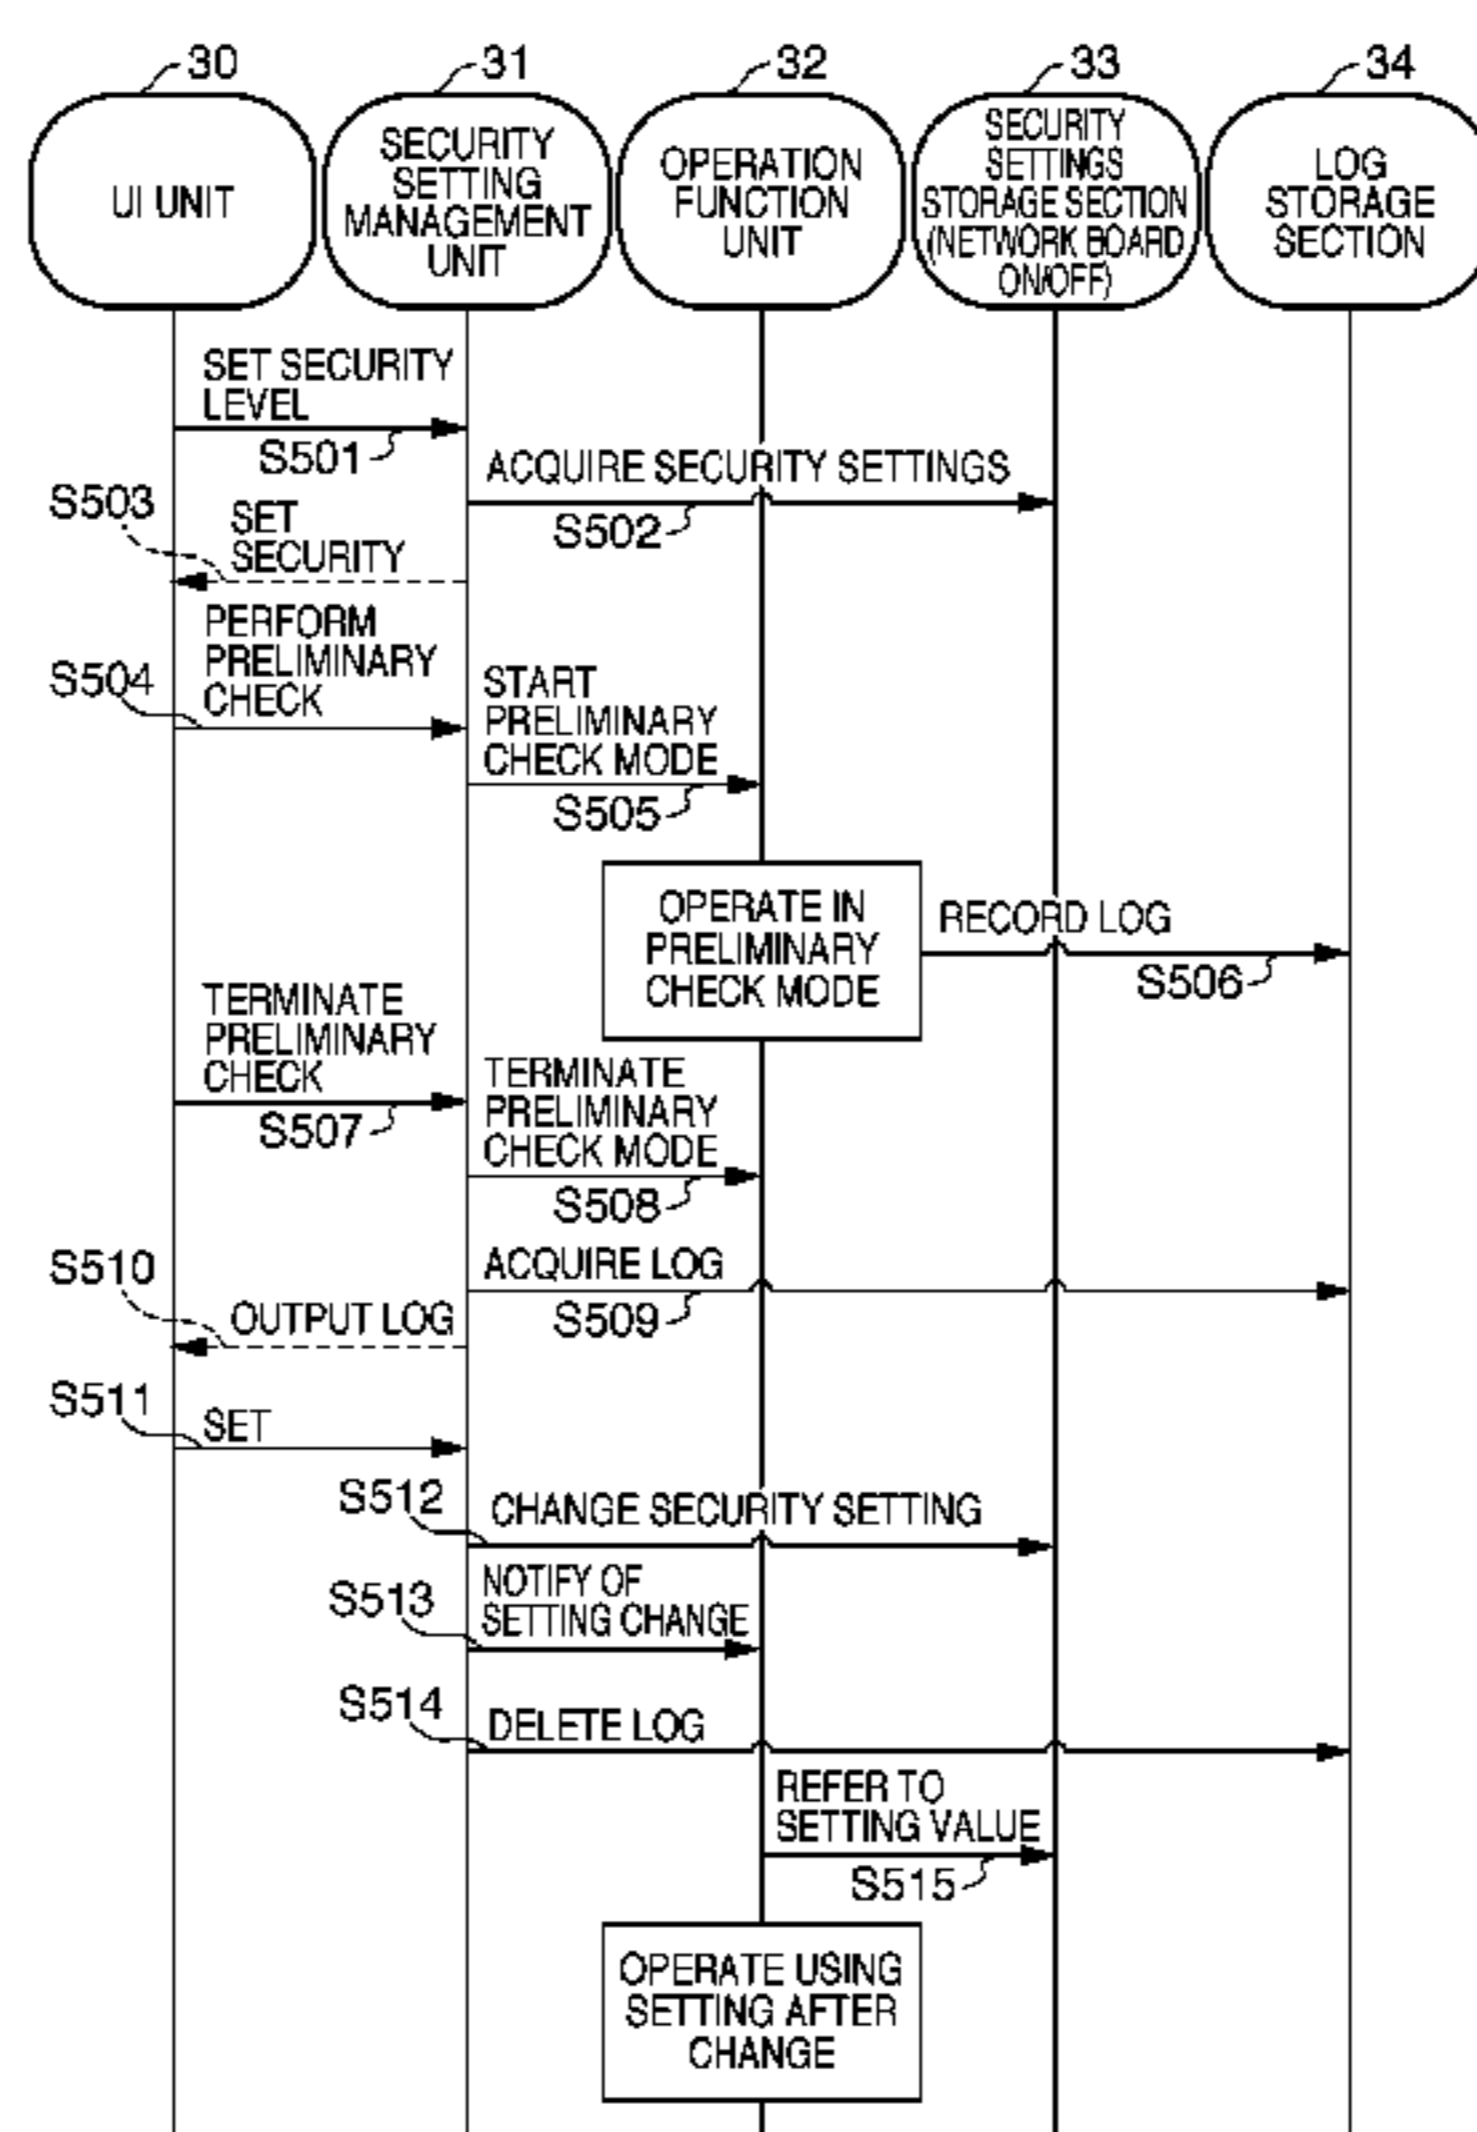 30
31
32
33
34
UI UNIT
SECURITY
SETTING
MANAGEMENT
UNIT
OPERATION
FUNCTION
UNIT
SECURITY
SETTINGS
STORAGE SECTION
(NETWORK BOARD
ON/OFF)
LOG
STORAGE
SECTION
SET SECURITY
LEVEL
S501
ACQUIRE SECURITY SETTINGS
S502
S503
SET
SECURITY
PERFORM
PRELIMINARY
CHECK
S504
START
PRELIMINARY
CHECK MODE
S505
OPERATE IN
PRELIMINARY
CHECK MODE
RECORD LOG
S506
TERMINATE
PRELIMINARY
CHECK
S507
TERMINATE
PRELIMINARY
CHECK MODE
S508
ACQUIRE LOG
S509
S510
OUTPUT LOG
S511
SET
S512
CHANGE SECURITY SETTING
S513
NOTIFY OF
SETTING CHANGE
S514
DELETE LOG
REFER TO
SETTING VALUE
S515
OPERATE USING
SETTING AFTER
CHANGE